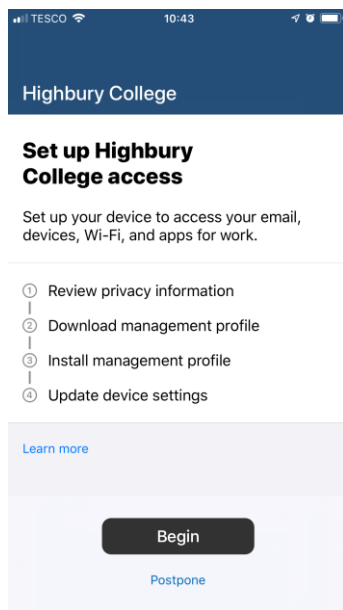 TESCO 10:43
Highbury College
Set up Highbury
College access
Set up your device to access your email,
devices, Wi-Fi, and apps for work.
1 Review privacy information
2 Download management profile
3 Install management profile
4 Update device settings
Learn more
Begin
Postpone